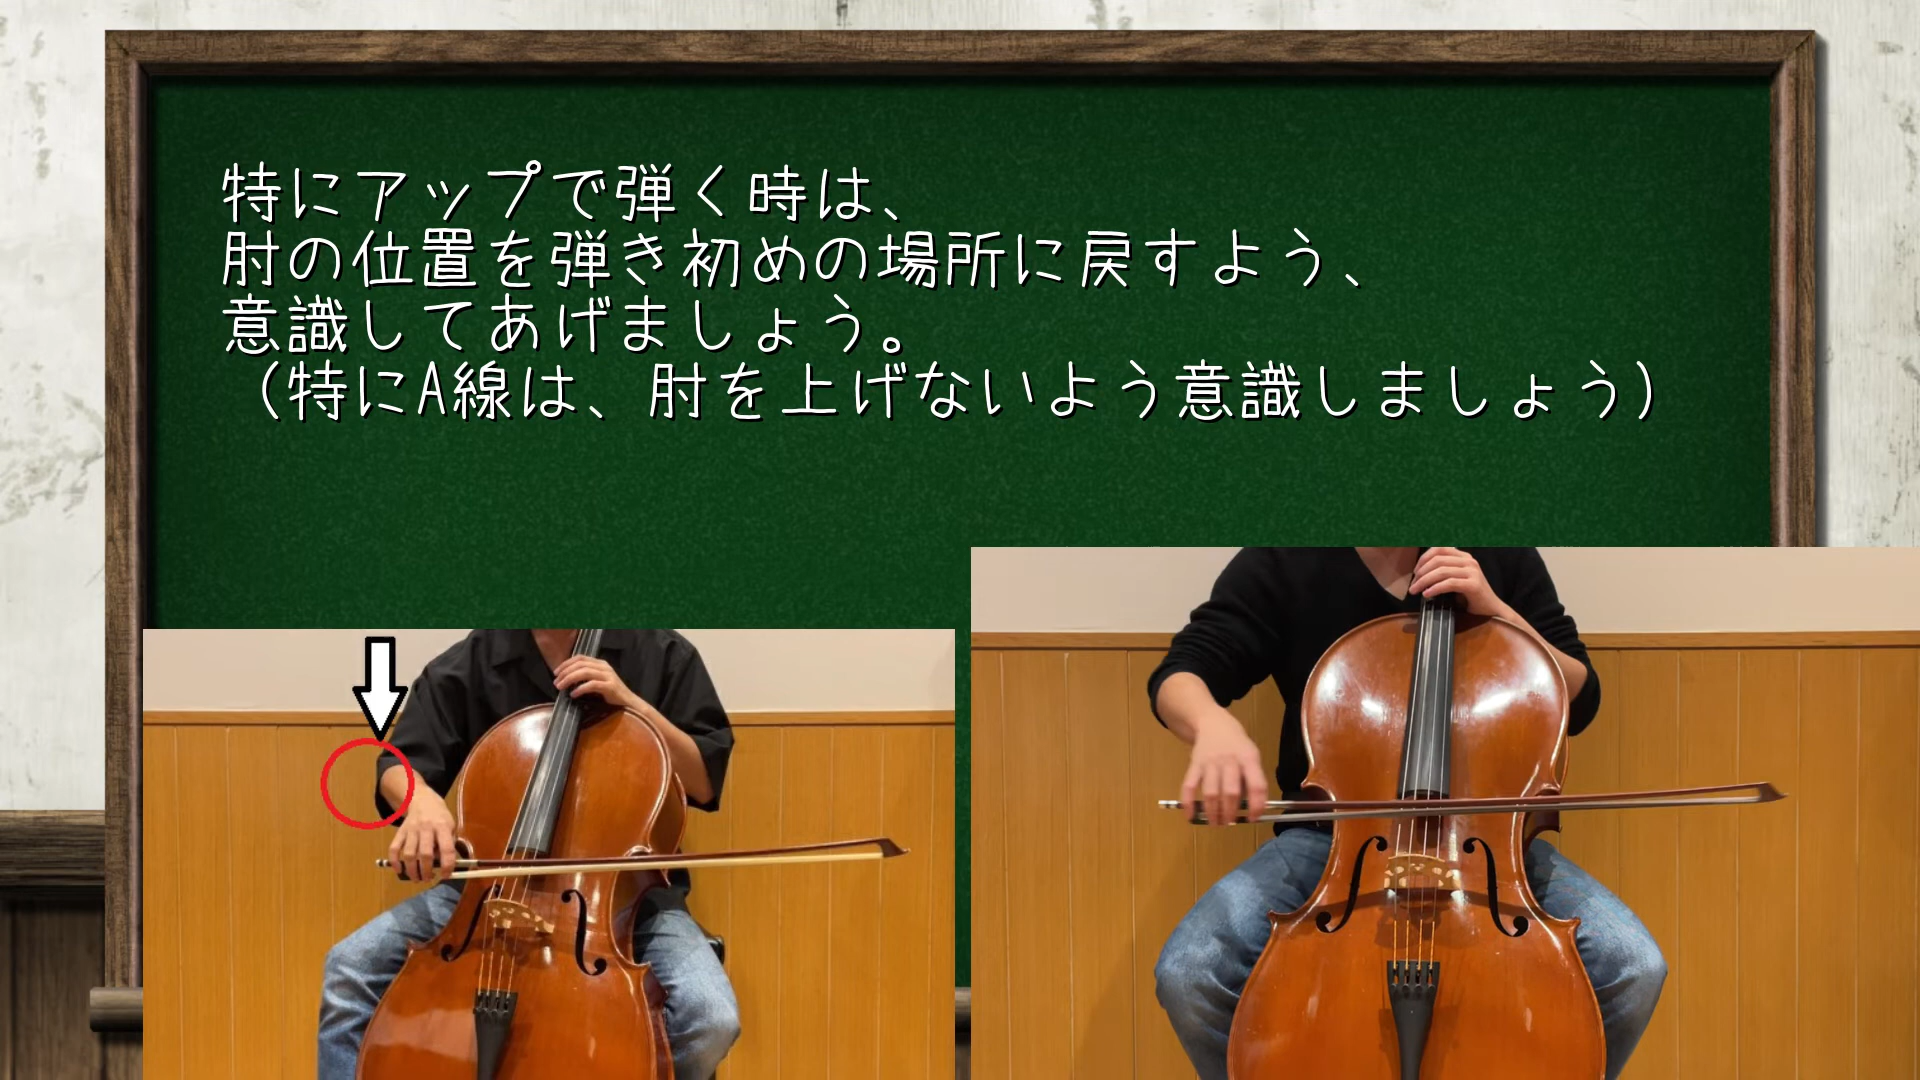 特にアップで弾く時は、
肘の位置を弾き初めの場所に戻すよう、
意識してあげましょう。
（特にA線は、肘を上げないよう意識しましょう）